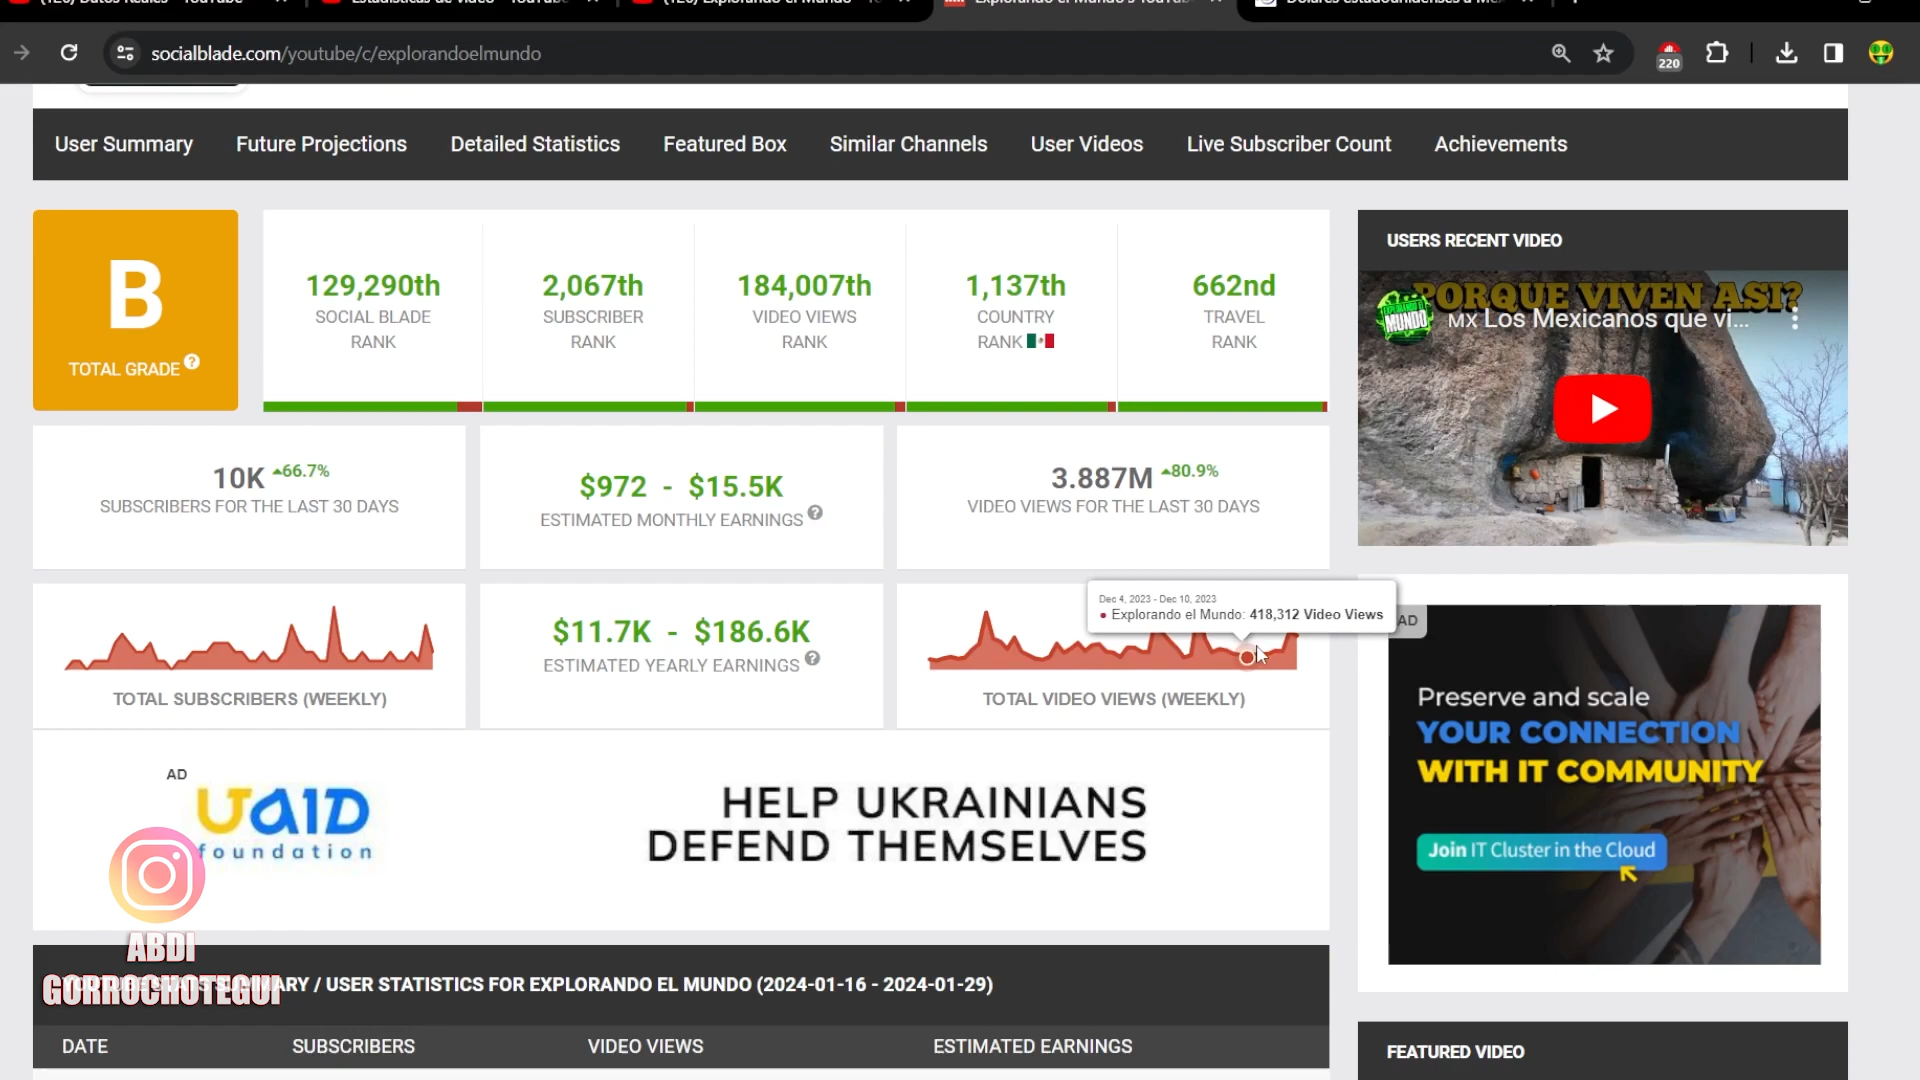 socialblade.com/youtube/c/explorandoelmundo
220
User Summary
Future Projections
Detailed Statistics
Featured Box
Similar Channels
User Videos
Live Subscriber Count
Achievements
B
TOTAL GRADE
129,290th
SOCIAL BLADE
RANK
2,067th
SUBSCRIBER
RANK
184,007th
VIDEO VIEWS
RANK
1,137th
COUNTRY
RANK
662nd
TRAVEL
RANK
USERS RECENT VIDEO
PORQUE VIVEN ASI?
MX Los Mexicanos que vi...
EXPLORANDO EL
MUNDO
10K 66.7%
SUBSCRIBERS FOR THE LAST 30 DAYS
$972 - $15.5K
ESTIMATED MONTHLY EARNINGS ?
3.887M 80.9%
VIDEO VIEWS FOR THE LAST 30 DAYS
TOTAL SUBSCRIBERS (WEEKLY)
$11.7K - $186.6K
ESTIMATED YEARLY EARNINGS ?
Dec 4, 2023 - Dec 10, 2023
Explorando el Mundo: 418,312 Video Views
TOTAL VIDEO VIEWS (WEEKLY)
AD
Preserve and scale
YOUR CONNECTION
WITH IT COMMUNITY
Join IT Cluster in the Cloud
AD
UAID
foundation
HELP UKRAINIANS
DEFEND THEMSELVES
ABDI
GORROCHOTEGUI
YOUTUBE STATS SUMMARY / USER STATISTICS FOR EXPLORANDO EL MUNDO (2024-01-16 - 2024-01-29)
DATE
SUBSCRIBERS
VIDEO VIEWS
ESTIMATED EARNINGS
FEATURED VIDEO